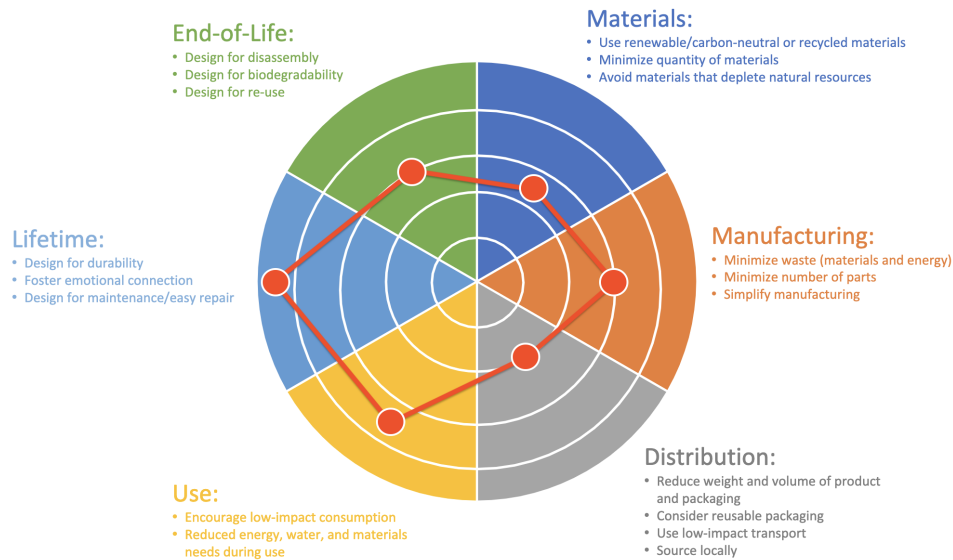 End-of-Life:
• Design for disassembly
• Design for biodegradability
• Design for re-use
Materials:
• Use renewable/carbon-neutral or recycled materials
• Minimize quantity of materials
• Avoid materials that deplete natural resources
Lifetime:
• Design for durability
• Foster emotional connection
• Design for maintenance/easy repair
Manufacturing:
• Minimize waste (materials and energy)
• Minimize number of parts
• Simplify manufacturing
Use:
• Encourage low-impact consumption
• Reduced energy, water, and materials
needs during use
Distribution:
• Reduce weight and volume of product
and packaging
• Consider reusable packaging
• Use low-impact transport
• Source locally